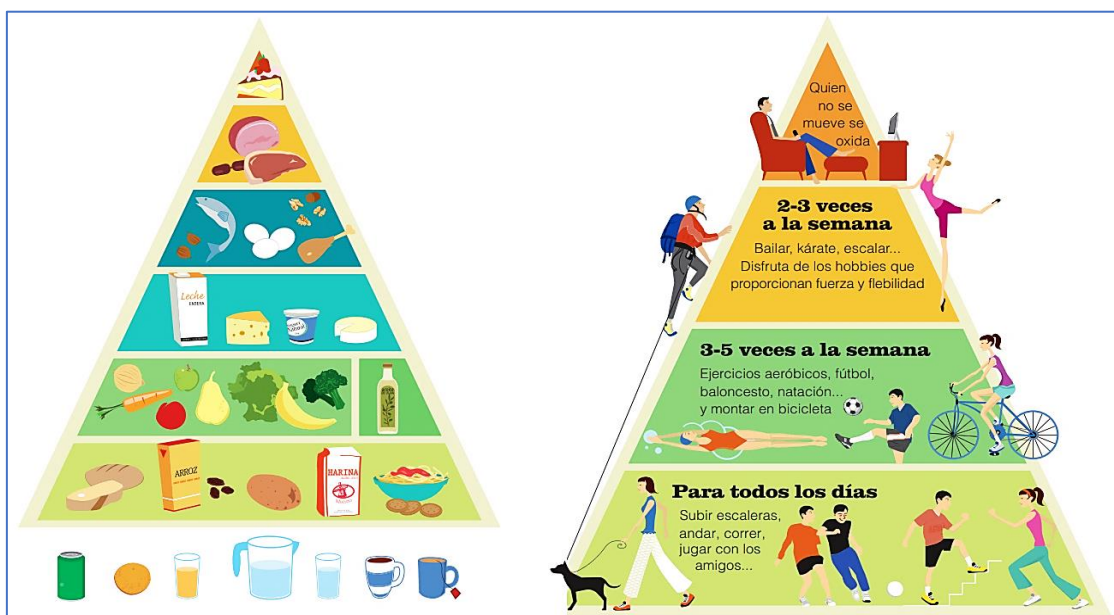 Leche
ENTERA
ARROZ
HARINA
Quien
no se
mueve se
oxida
2-3 veces
a la semana
Bailar, kárate, escalar...
Disfruta de los hobbies que
proporcionan fuerza y flebilidad
3-5 veces a la semana
Ejercicios aeróbicos, fútbol,
baloncesto, natación...
y montar en bicicleta
Para todos los días
Subir escaleras,
andar, correr,
jugar con los
amigos...